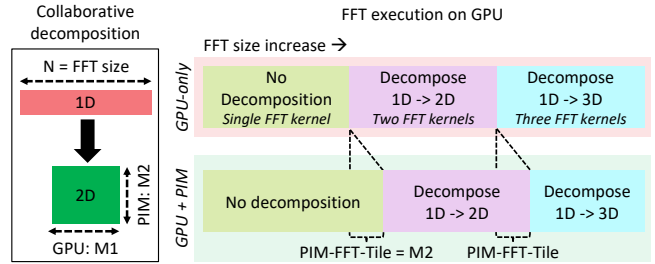 Collaborative
decomposition
N = FFT size
1D
2D
PIM: M2
GPU: M1
FFT execution on GPU
FFT size increase →
GPU-only
No
Decomposition
Single FFT kernel
Decompose
1D -> 2D
Two FFT kernels
Decompose
1D -> 3D
Three FFT kernels
GPU + PIM
No decomposition
Decompose
1D -> 2D
Decompose
1D -> 3D
PIM-FFT-Tile = M2
PIM-FFT-Tile